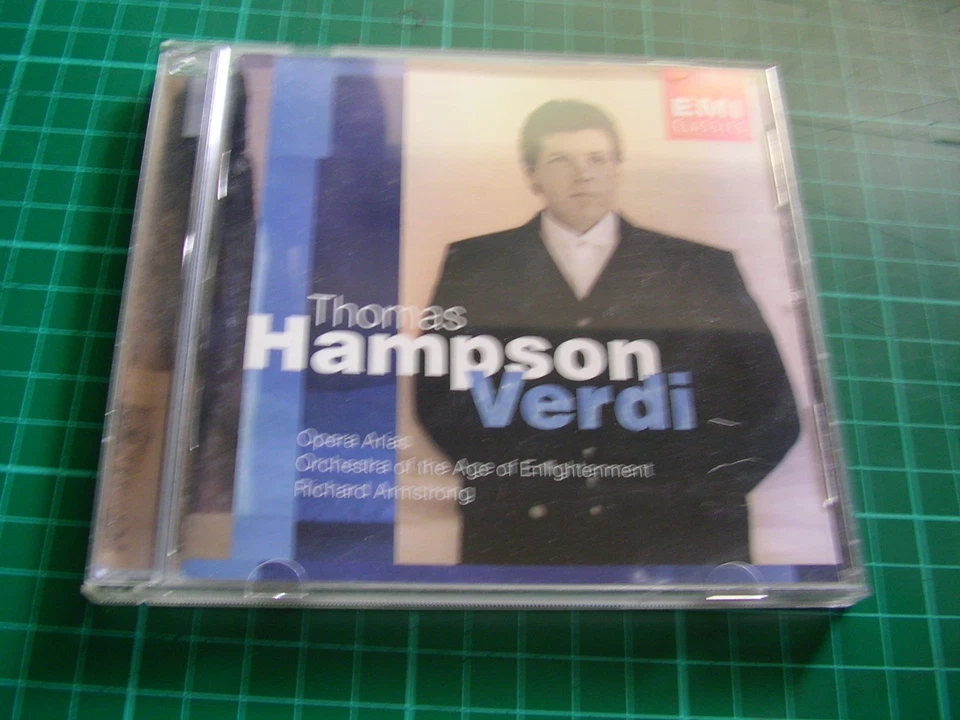 EMI
CLASSICS
Thomas
Hampson
Verdi
Opera Arias
Orchestra of the Age of Enlightenment
Richard Armstrong